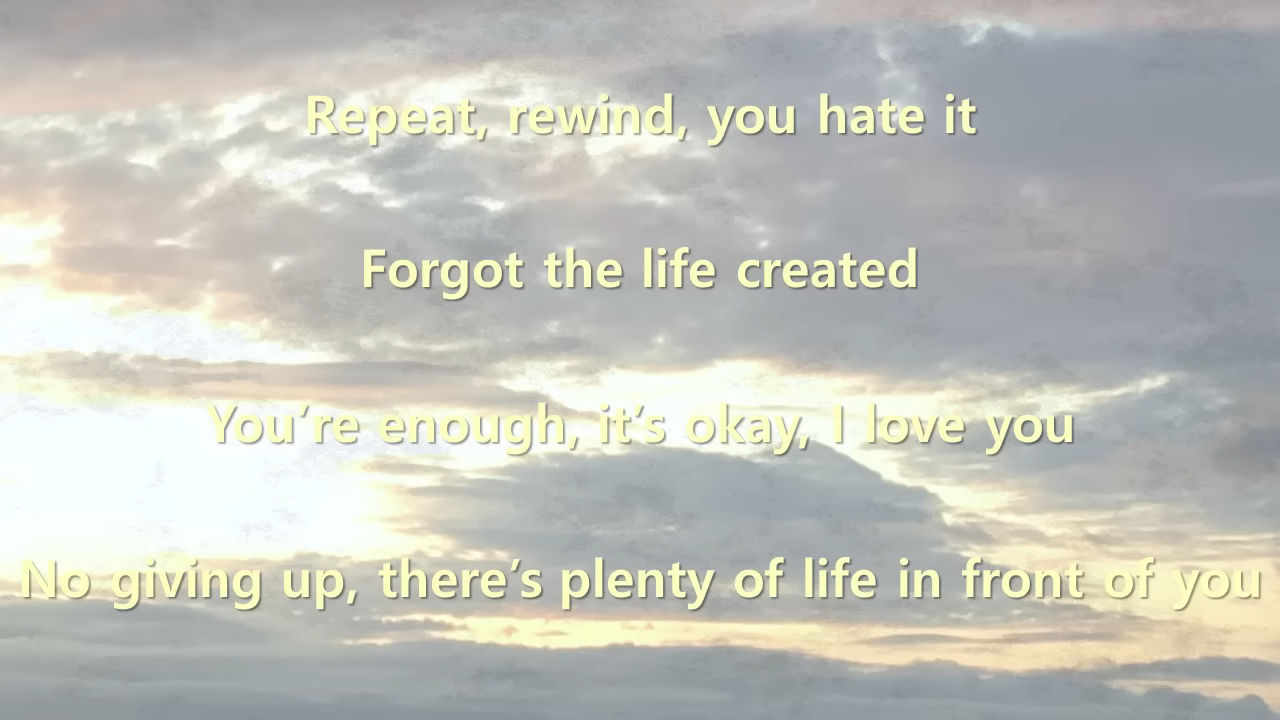 Repeat, rewind, you hate it
Forgot the life created
You’re enough, it’s okay, I love you
No giving up, there’s plenty of life in front of you